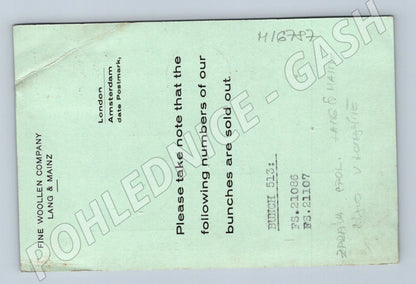 FINE WOOLLEN COMPANY
LANG & MAINZ
London
Amsterdam
date Postmark,
Please take note that the
following numbers of our
bunches are sold out.
BUNCH 513:
FS.21086
FS.21107
M/6787
POHLEDNICE - GASH